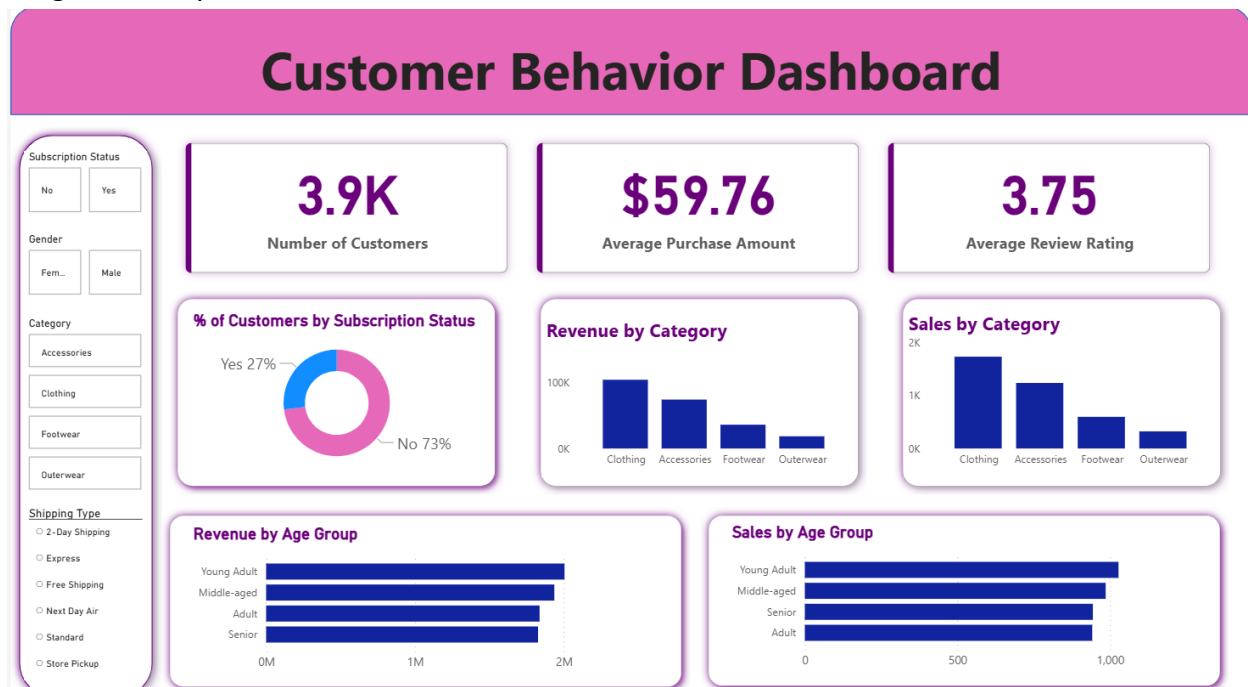 Customer Behavior Dashboard
Subscription Status
No
Yes
Gender
Fem...
Male
Category
Accessories
Clothing
Footwear
Outerwear
Shipping Type
2-Day Shipping
Express
Free Shipping
Next Day Air
Standard
Store Pickup
3.9K
Number of Customers
$59.76
Average Purchase Amount
3.75
Average Review Rating
% of Customers by Subscription Status
Yes 27%
No 73%
Revenue by Category
100K
0K
Clothing Accessories Footwear Outerwear
Sales by Category
2K
1K
0K
Clothing Accessories Footwear Outerwear
Revenue by Age Group
Young Adult
Middle-aged
Adult
Senior
0M 1M 2M
Sales by Age Group
Young Adult
Middle-aged
Senior
Adult
0 500 1,000